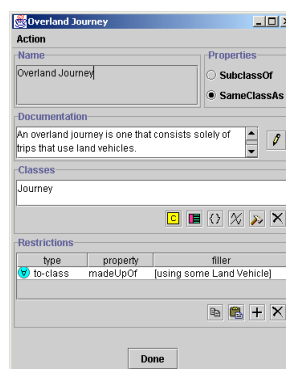 Overland Journey
Action
Name
Properties
Overland Journey
SubclassOf
SameClassAs
Documentation
An overland journey is one that consists solely of
trips that use land vehicles.
Classes
Journey
C
{}
Restrictions
type property filler
to-class madeUpOf [using some Land Vehicle]
Done